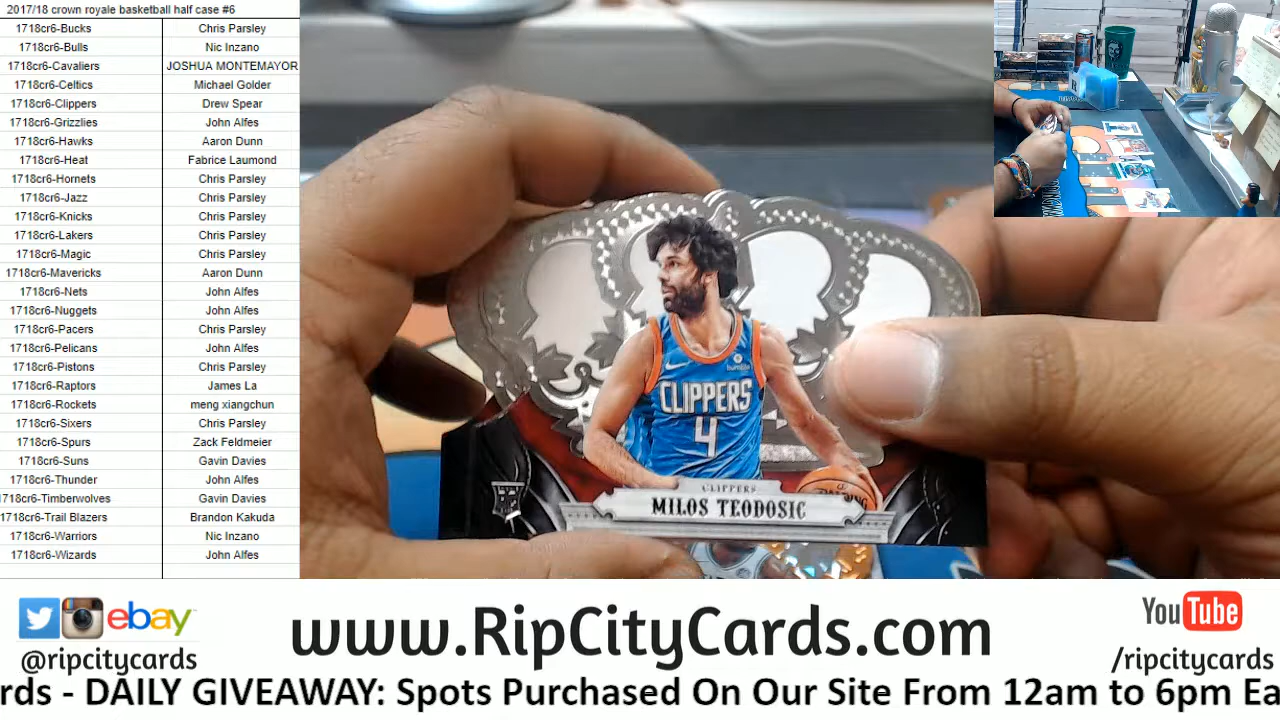 2017/18 crown royale basketball half case #6
1718cr6-Bucks Chris Parsley
1718cr6-Bulls Nic Inzano
1718cr6-Cavaliers JOSHUA MONTEMAYOR
1718cr6-Celtics Michael Golder
1718cr6-Clippers Drew Spear
1718cr6-Grizzlies John Alfes
1718cr6-Hawks Aaron Dunn
1718cr6-Heat Fabrice Laumond
1718cr6-Hornets Chris Parsley
1718cr6-Jazz Chris Parsley
1718cr6-Knicks Chris Parsley
1718cr6-Lakers Chris Parsley
1718cr6-Magic Chris Parsley
1718cr6-Mavericks Aaron Dunn
1718cr6-Nets John Alfes
1718cr6-Nuggets John Alfes
1718cr6-Pacers Chris Parsley
1718cr6-Pelicans John Alfes
1718cr6-Pistons Chris Parsley
1718cr6-Raptors James La
1718cr6-Rockets meng xiangchun
1718cr6-Sixers Chris Parsley
1718cr6-Spurs Zack Feldmeier
1718cr6-Suns Gavin Davies
1718cr6-Thunder John Alfes
1718cr6-Timberwolves Gavin Davies
1718cr6-Trail Blazers Brandon Kakuda
1718cr6-Warriors Nic Inzano
1718cr6-Wizards John Alfes
CLIPPERS
4
CLIPPERS
MILOS TEODOSIC
ebay
@ripcitycards
www.RipCityCards.com
YouTube
/ripcitycards
rds - DAILY GIVEAWAY: Spots Purchased On Our Site From 12am to 6pm Ea